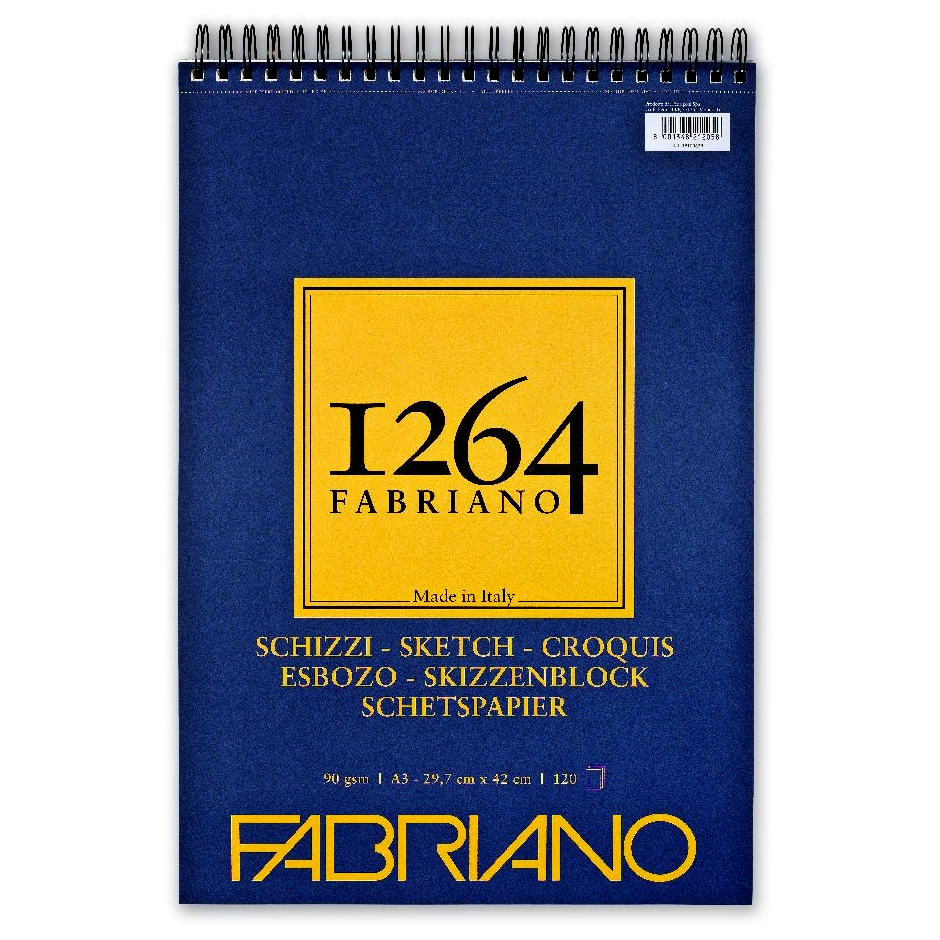 1264
FABRIANO
Made in Italy
SCHIZZI - SKETCH - CROQUIS
ESBOZO - SKIZZENBLOCK
SCHETSPAPIER
90 gsm | A3 - 29,7 cm x 42 cm | 120
FABRIANO